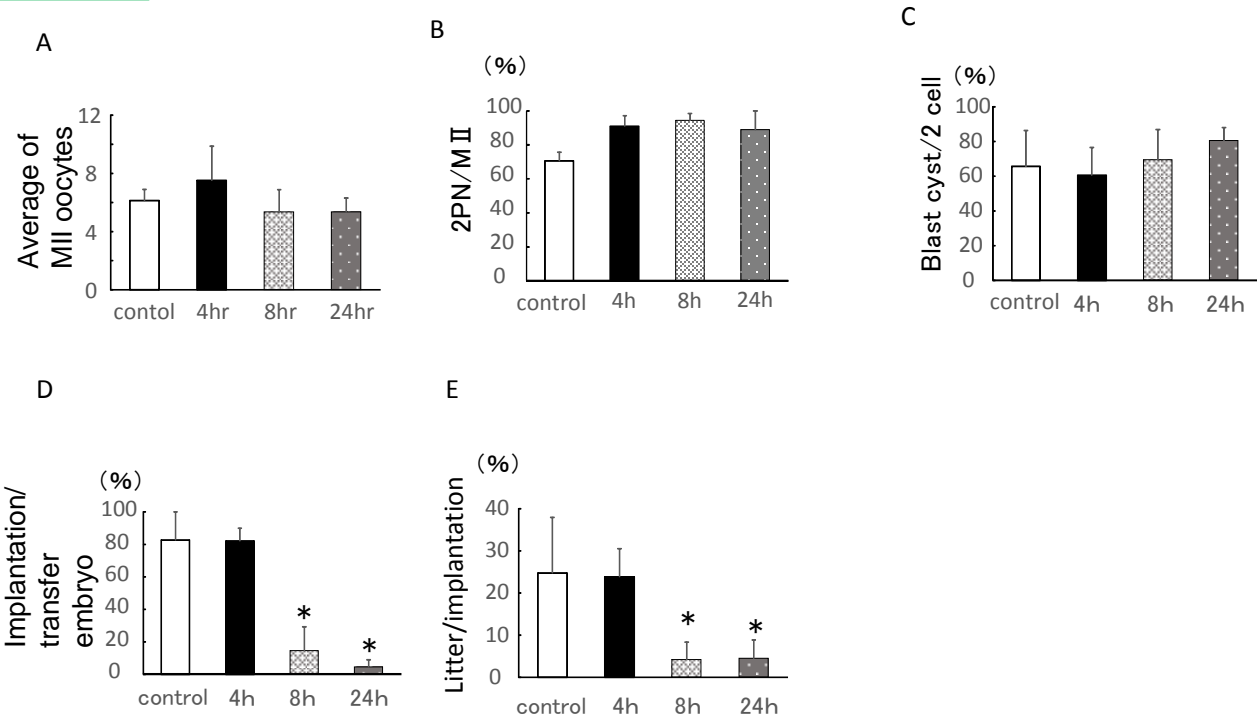 A
Average of
MII oocytes
12
8
4
0
contol 4hr 8hr 24hr
B
(%)
2PN/MⅡ
100
80
60
40
20
0
control 4h 8h 24h
C
(%)
Blast cyst/2 cell
100
80
60
40
20
0
control 4h 8h 24h
D
(%)
Implantation/
transfer
embryo
100
80
60
40
20
0
*
*
control 4h 8h 24h
E
(%)
Litter/implantation
40
30
20
10
0
*
*
control 4h 8h 24h